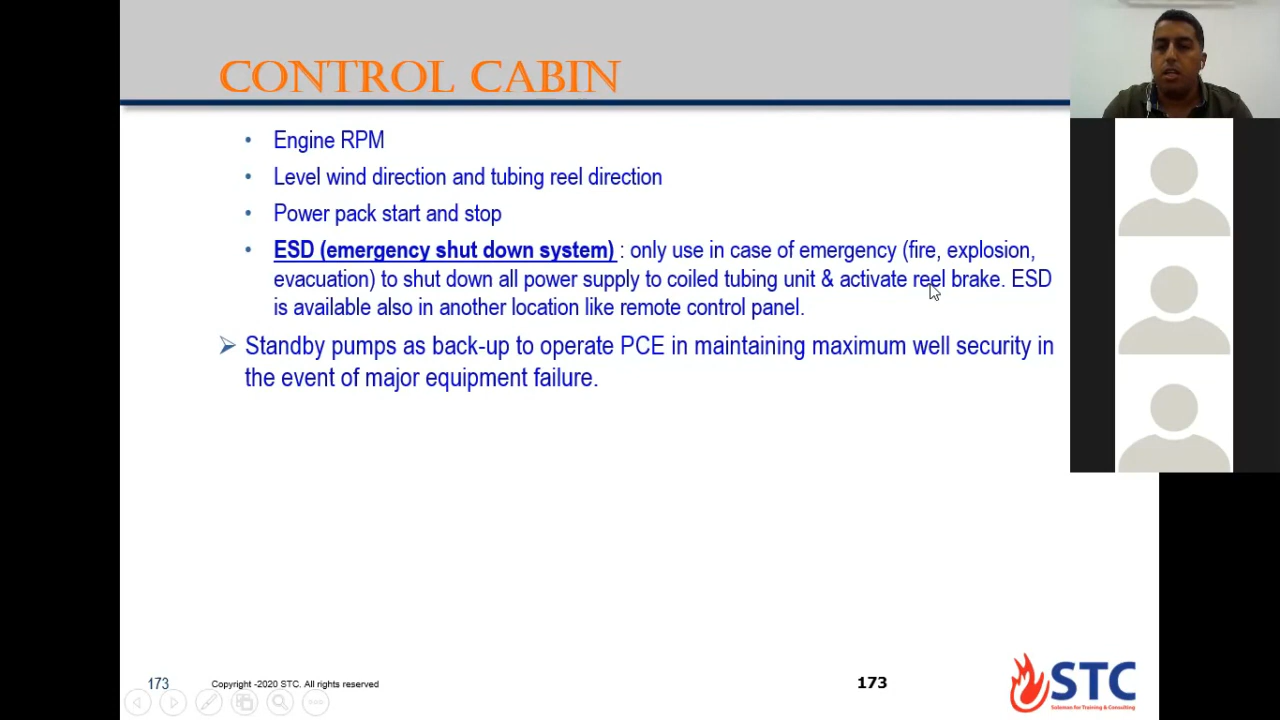 CONTROL CABIN
• Engine RPM
• Level wind direction and tubing reel direction
• Power pack start and stop
• ESD (emergency shut down system) : only use in case of emergency (fire, explosion,
evacuation) to shut down all power supply to coiled tubing unit & activate reel brake. ESD
is available also in another location like remote control panel.
➢ Standby pumps as back-up to operate PCE in maintaining maximum well security in
the event of major equipment failure.
173
Copyright -2020 STC. All rights reserved
173
STC
Soliman for Training & Consulting